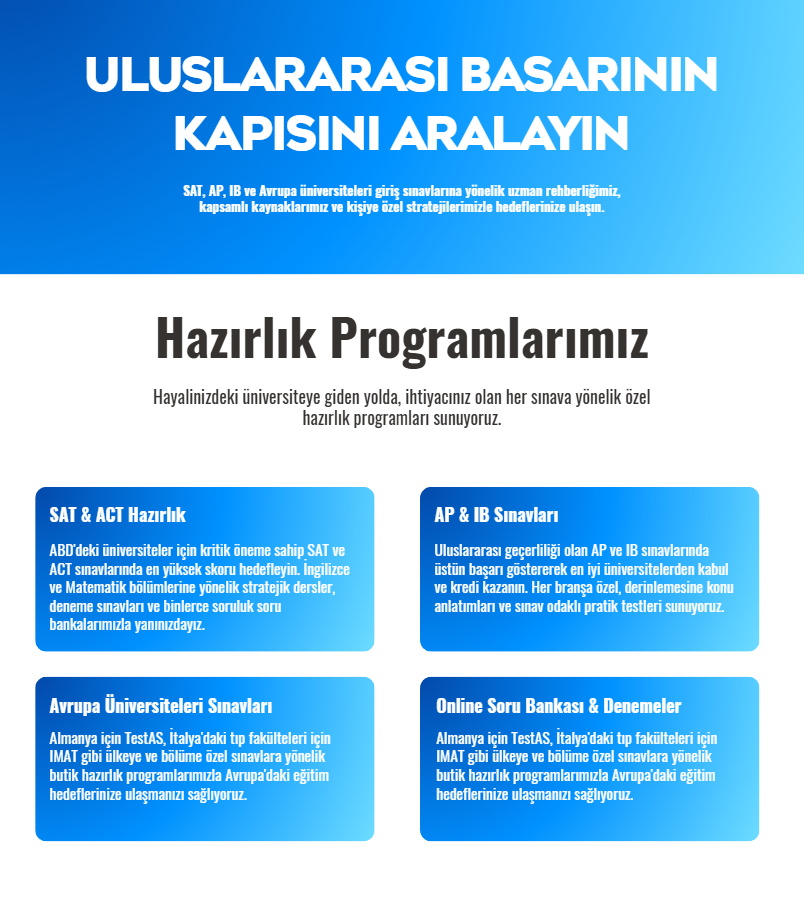 ULUSLARARASI BASARININ
KAPISINI ARALAYIN
SAT, AP, IB ve Avrupa üniversiteleri giriş sınavlarına yönelik uzman rehberliğimiz,
kapsamlı kaynaklarımız ve kişiye özel stratejilerimizle hedeflerinize ulaşın.
Hazırlık Programlarımız
Hayalinizdeki üniversiteye giden yolda, ihtiyacınız olan her sınava yönelik özel
hazırlık programları sunuyoruz.
SAT & ACT Hazırlık
ABD'deki üniversiteler için kritik öneme sahip SAT ve
ACT sınavlarında en yüksek skoru hedefleyin. İngilizce
ve Matematik bölümlerine yönelik stratejik dersler,
deneme sınavları ve binlerce soruluk soru
bankalarımızla yanınızdayız.
AP & IB Sınavları
Uluslararası geçerliliği olan AP ve IB sınavlarında
üstün başarı göstererek en iyi üniversitelerden kabul
ve kredi kazanın. Her branşa özel, derinlemesine konu
anlatımları ve sınav odaklı pratik testleri sunuyoruz.
Avrupa Üniversiteleri Sınavları
Almanya için TestAS, İtalya'daki tıp fakülteleri için
IMAT gibi ülkeye ve bölüme özel sınavlara yönelik
butik hazırlık programlarımızla Avrupa'daki eğitim
hedeflerinize ulaşmanızı sağlıyoruz.
Online Soru Bankası & Denemeler
Almanya için TestAS, İtalya'daki tıp fakülteleri için
IMAT gibi ülkeye ve bölüme özel sınavlara yönelik
butik hazırlık programlarımızla Avrupa'daki eğitim
hedeflerinize ulaşmanızı sağlıyoruz.